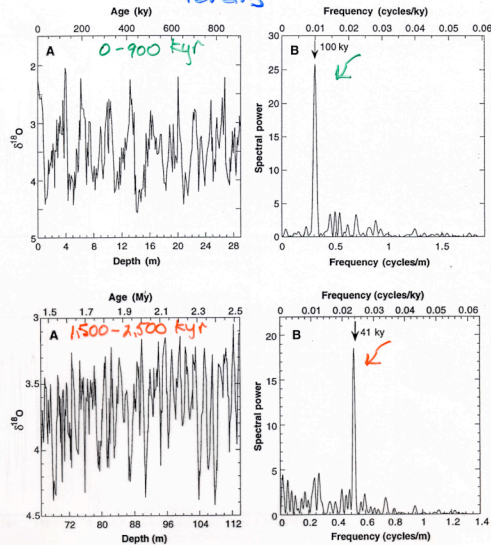 Age (ky)
0 200 400 600 800
A
0-900 kyr
2
3
4
5
δ18O
0 4 8 12 16 20 24 28
Depth (m)
Frequency (cycles/ky)
0 0.01 0.02 0.03 0.04 0.05 0.06
B
100 ky
30
25
20
15
10
5
0
Spectral power
0 0.5 1 1.5
Frequency (cycles/m)
Age (My)
1.5 1.7 1.9 2.1 2.3 2.5
A
1,500-2,500 kyr
3
3.5
4
4.5
δ18O
72 80 88 96 104 112
Depth (m)
Frequency (cycles/ky)
0 0.01 0.02 0.03 0.04 0.05 0.06
B
41 ky
20
15
10
5
0
Spectral power
0 0.2 0.4 0.6 0.8 1 1.2 1.4
Frequency (cycles/m)